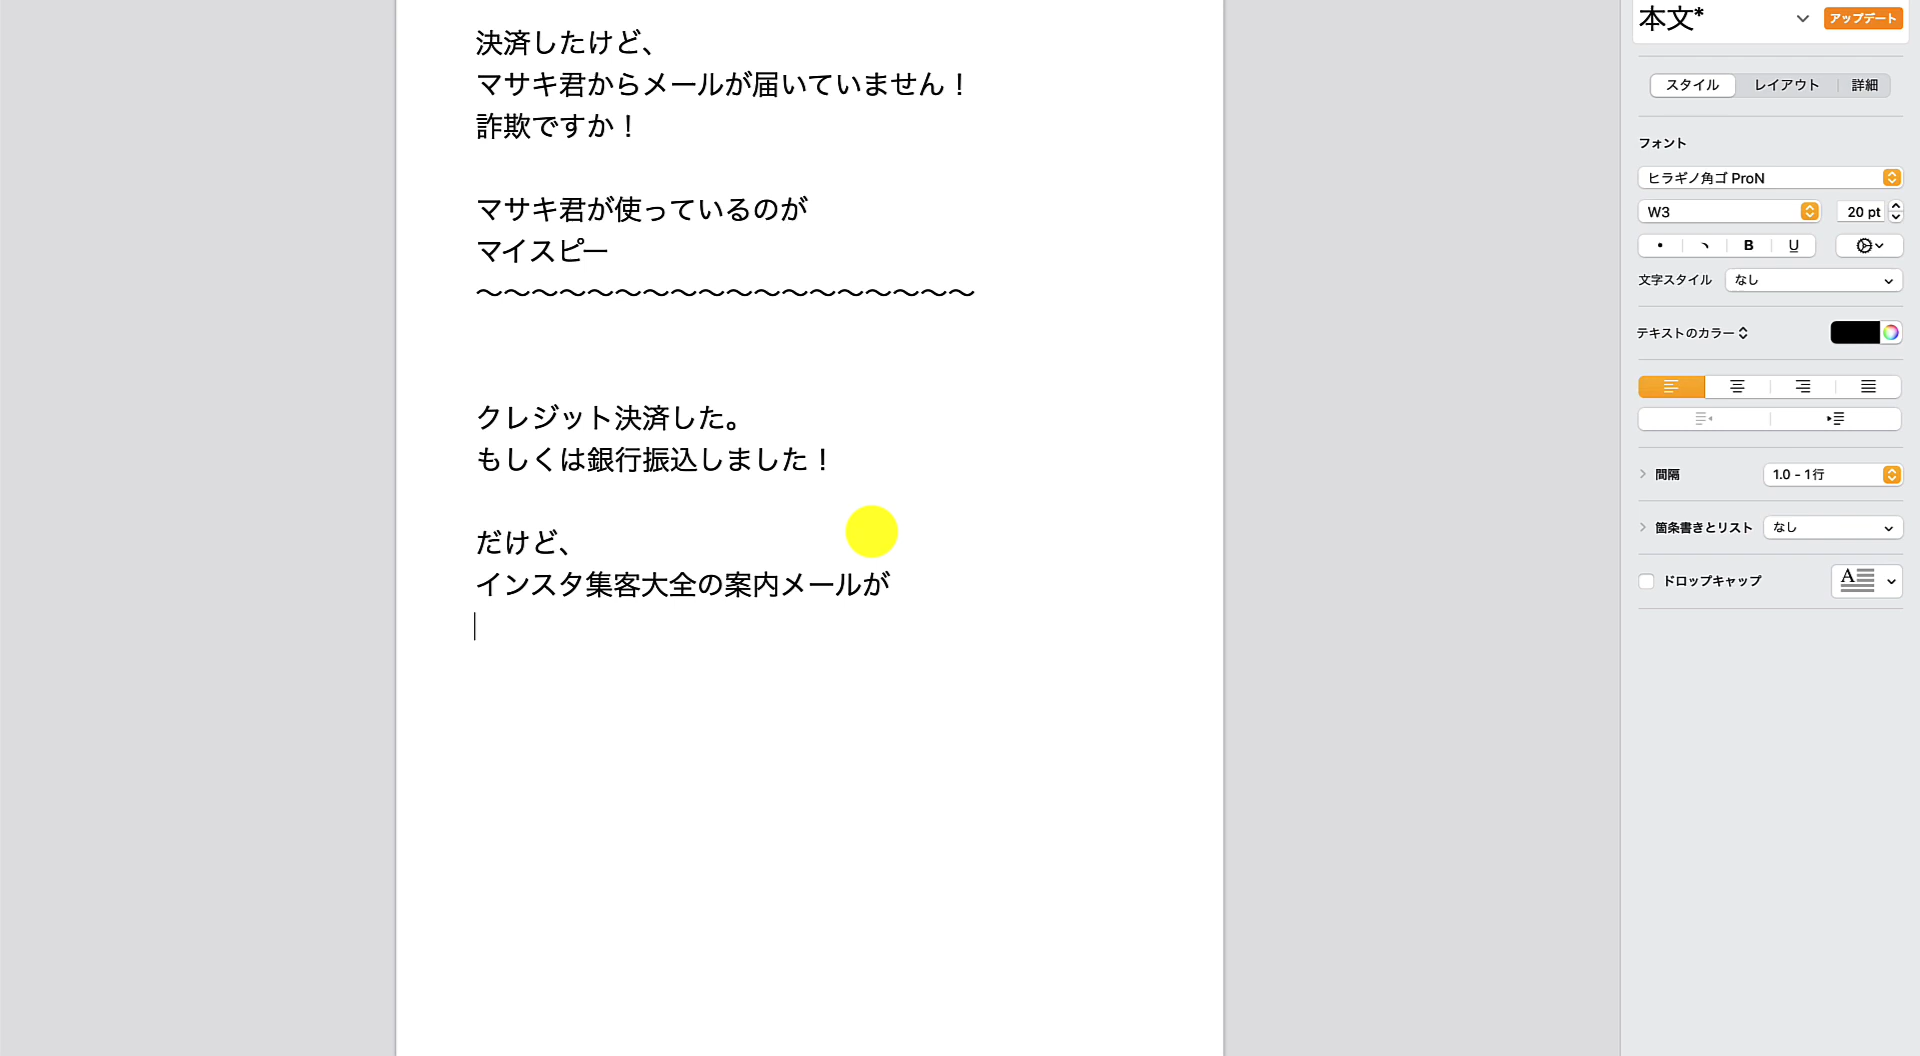 決済したけど、
マサキ君からメールが届いていません！
詐欺ですか！
マサキ君が使っているのが
マイスピー
〜〜〜〜〜〜〜〜〜〜〜〜〜〜〜〜〜〜
クレジット決済した。
もしくは銀行振込しました！
だけど、
インスタ集客大全の案内メールが
本文*
アップデート
スタイル
レイアウト
詳細
フォント
ヒラギノ角ゴ ProN
W3
20 pt
B
U
文字スタイル
なし
テキストのカラー
間隔
1.0 - 1行
箇条書きとリスト
なし
ドロップキャップ
A